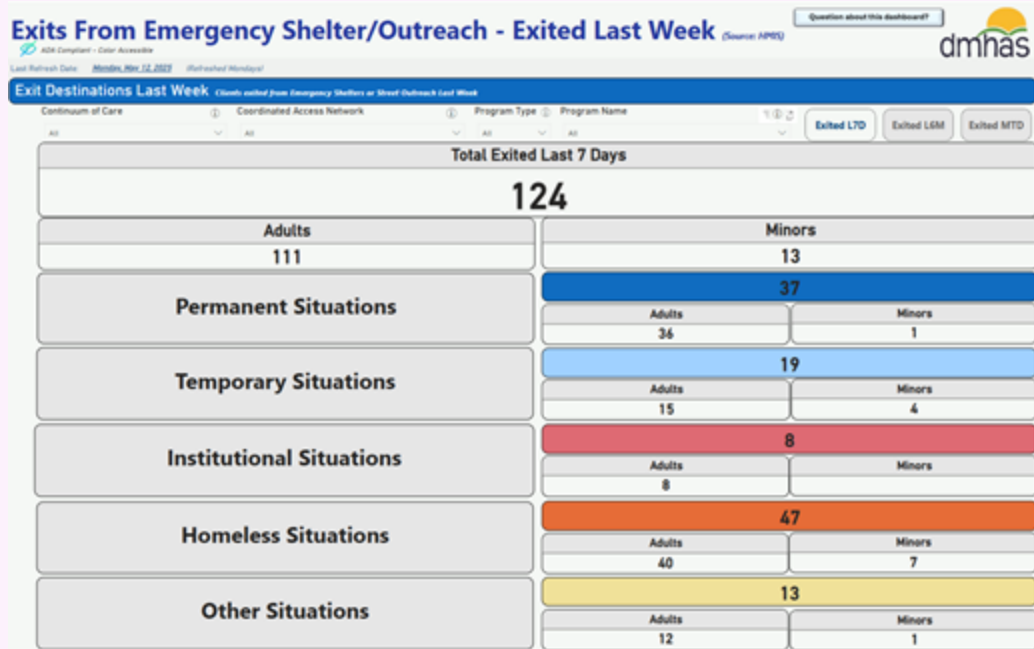 Question about this dashboard?
Exits From Emergency Shelter/Outreach - Exited Last Week (Source: HMIS)
dmhas
ADA Compliant - Color Accessible
Last Refresh Date: Monday, May 12, 2025 (Refreshed Mondays)
Exit Destinations Last Week Clients exited from Emergency Shelters or Street Outreach Last Week
Continuum of Care Coordinated Access Network Program Type Program Name
All All All All
Exited L7D Exited L6M Exited MTD
Total Exited Last 7 Days
124
Adults Minors
111 13
Permanent Situations
37
Adults Minors
36 1
Temporary Situations
19
Adults Minors
15 4
Institutional Situations
8
Adults Minors
8
Homeless Situations
47
Adults Minors
40 7
Other Situations
13
Adults Minors
12 1